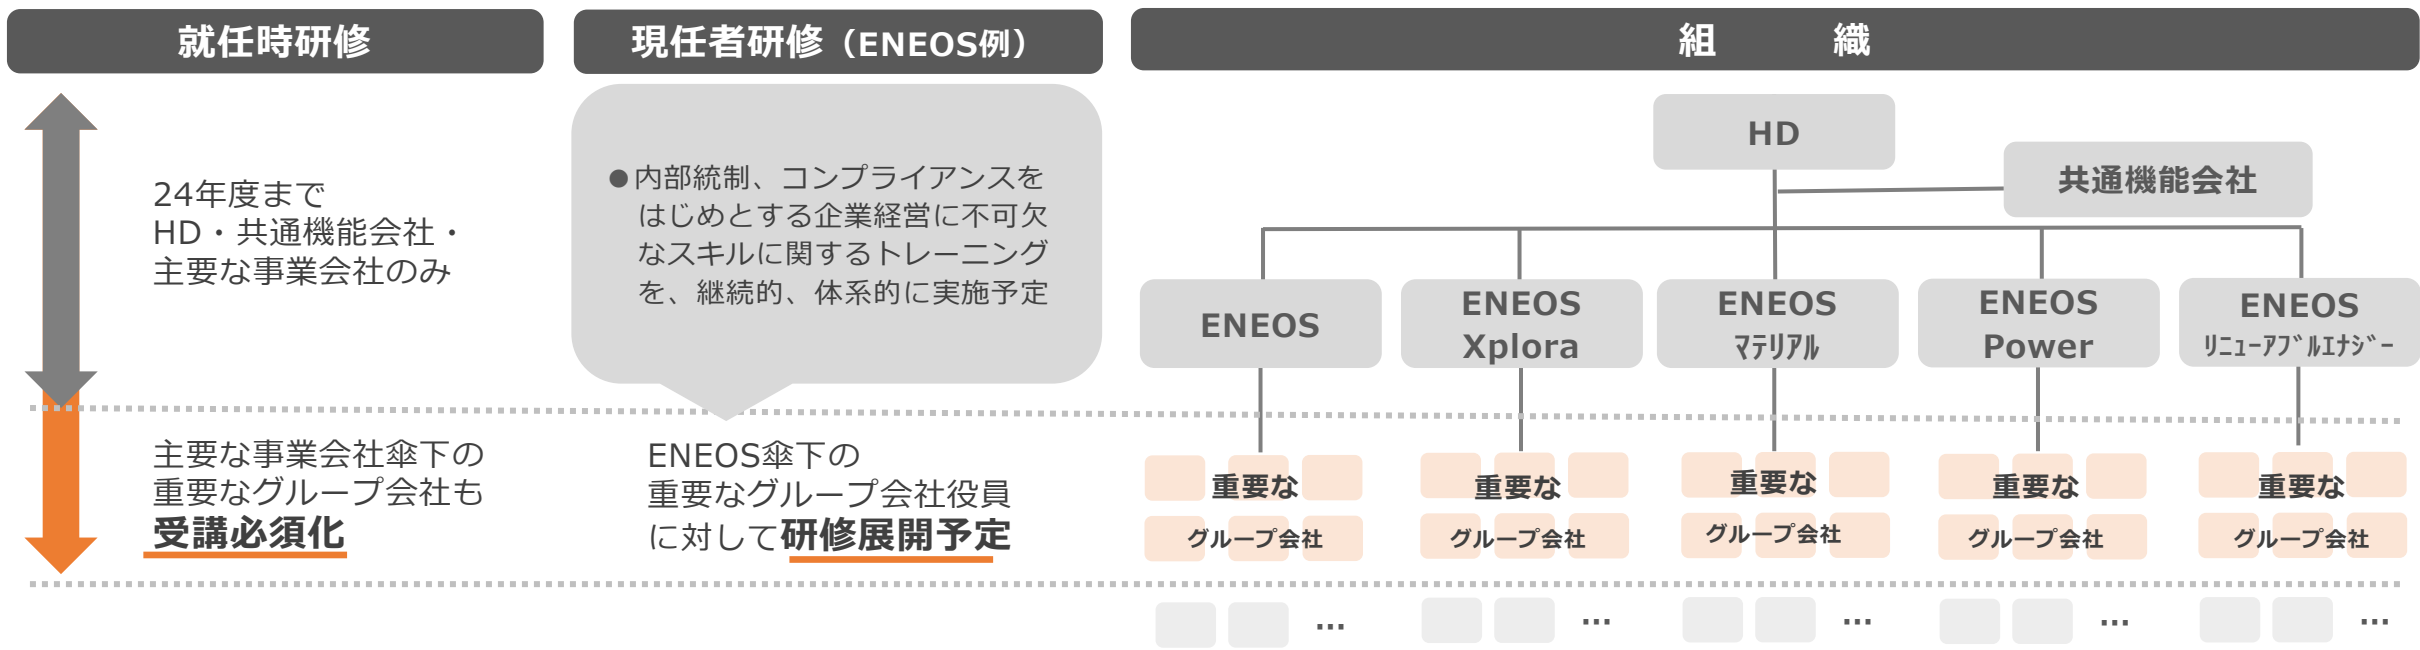 就任時研修
現任者研修（ENEOS例）
組 織
24年度まで
HD・共通機能会社・
主要な事業会社のみ
●内部統制、コンプライアンスを
はじめとする企業経営に不可欠
なスキルに関するトレーニング
を、継続的、体系的に実施予定
HD
共通機能会社
ENEOS
ENEOS
Xplora
ENEOS
ﾏﾃﾘｱﾙ
ENEOS
Power
ENEOS
ﾘﾆｭｰｱﾌﾞﾙｴﾅｼﾞｰ
主要な事業会社傘下の
重要なグループ会社も
受講必須化
ENEOS傘下の
重要なグループ会社役員
に対して研修展開予定
重要な
グループ会社
重要な
グループ会社
重要な
グループ会社
重要な
グループ会社
重要な
グループ会社
…
…
…
…
…